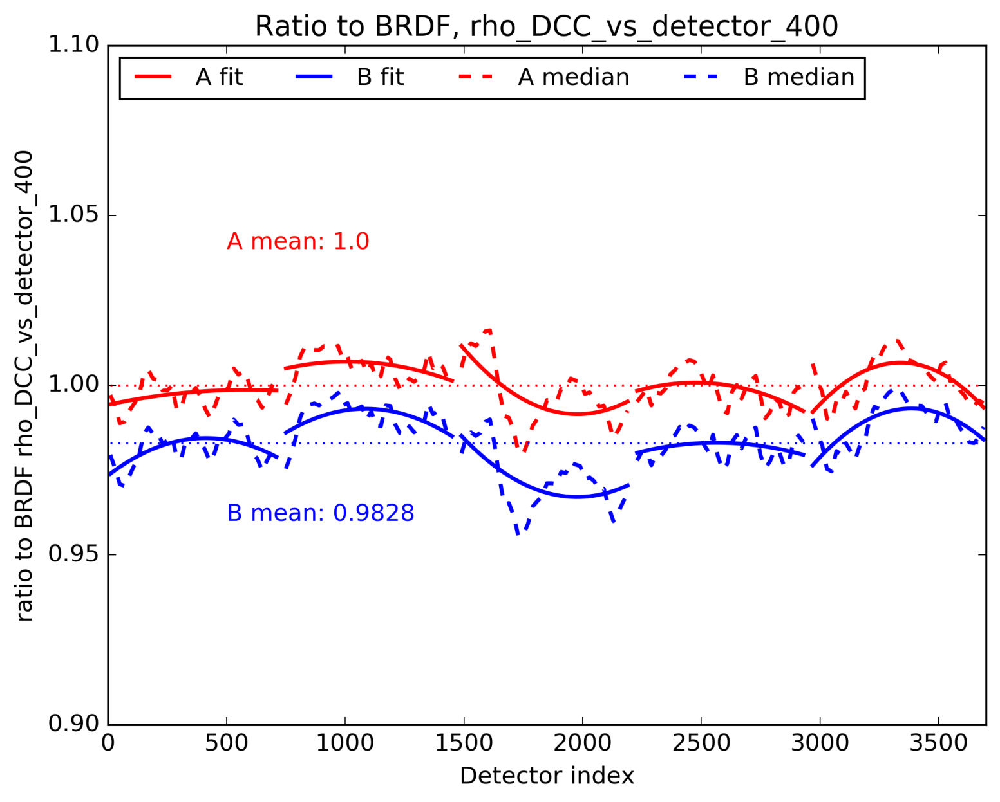 Ratio to BRDF, rho_DCC_vs_detector_400
1.10
A fit B fit A median B median
1.05
A mean: 1.0
1.00
B mean: 0.9828
0.95
0.90
0 500 1000 1500 2000 2500 3000 3500
Detector index
ratio to BRDF rho_DCC_vs_detector_400